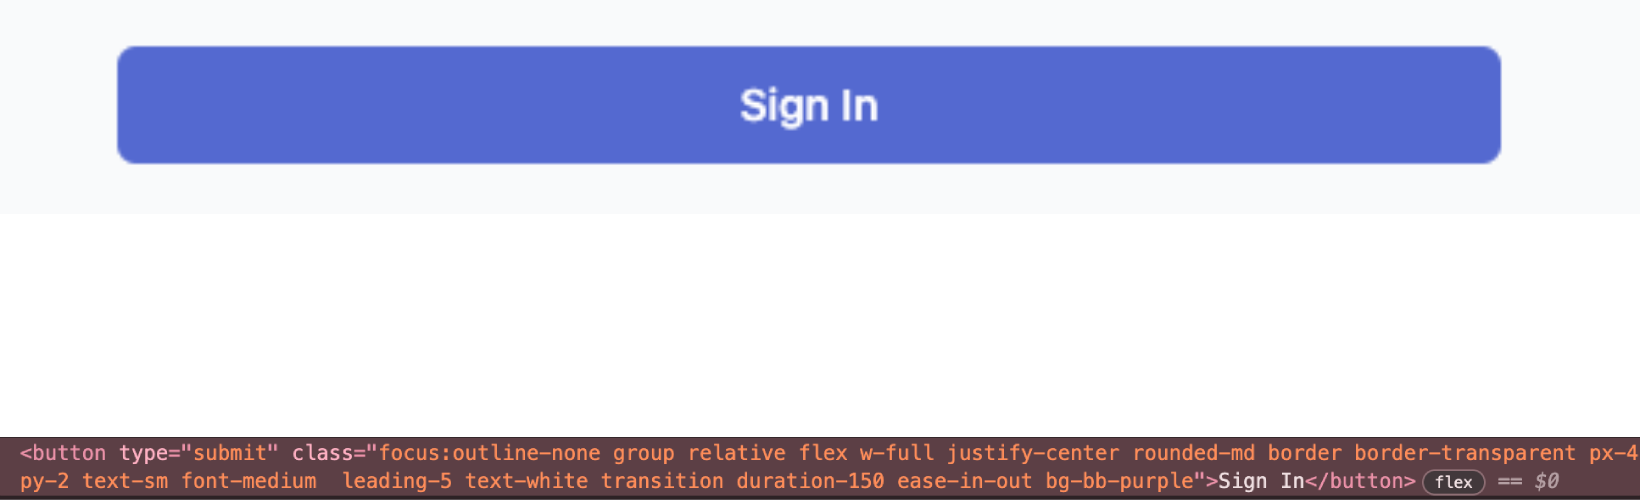 Sign In
<button type="submit" class="focus:outline-none group relative flex w-full justify-center rounded-md border border-transparent px-4
py-2 text-sm font-medium  leading-5 text-white transition duration-150 ease-in-out bg-bb-purple">Sign In</button> flex == $0